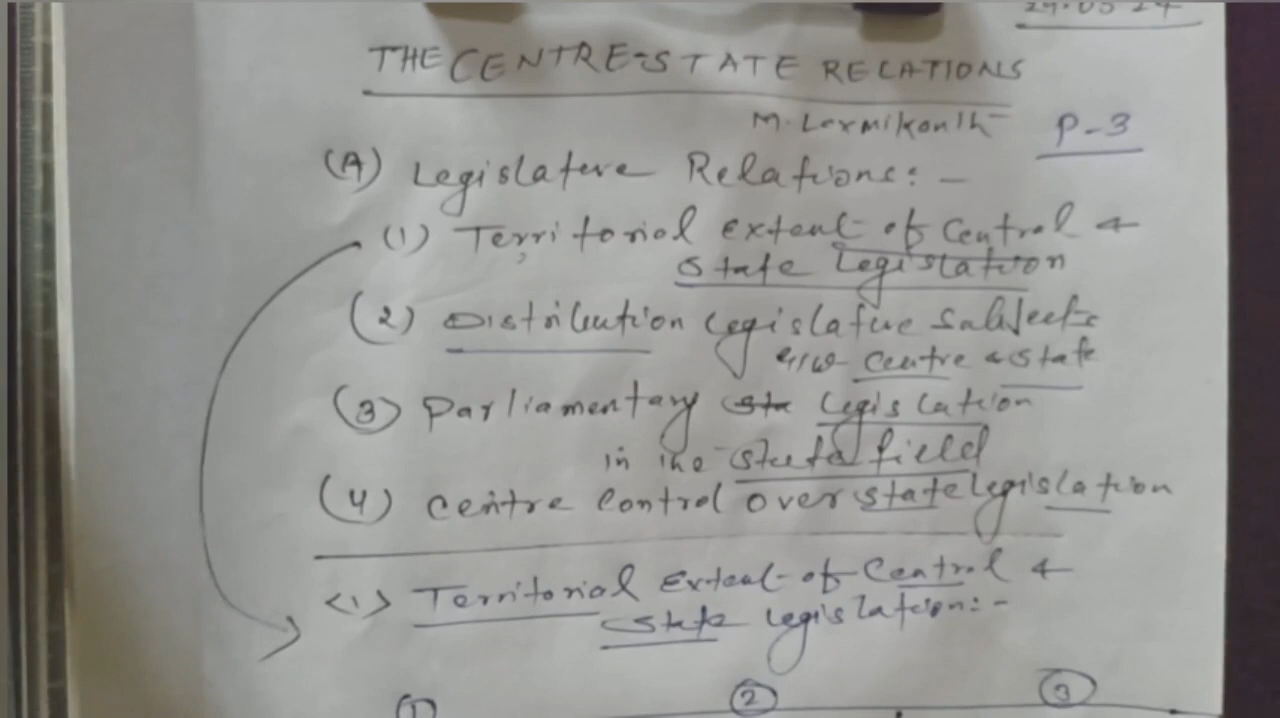 THE CENTRE-STATE RELATIONS
M. Laxmikanth P-3
(A) Legislative Relations: -
(1) Territorial extent of Central &
State Legislation
(2) Distribution Legislative Subjects
b/w Centre & State
(3) Parliamentary Legislation
in the State field
(4) Centre Control over State Legislation
<1> Territorial Extent of Central &
State Legislation: -
1 2 3